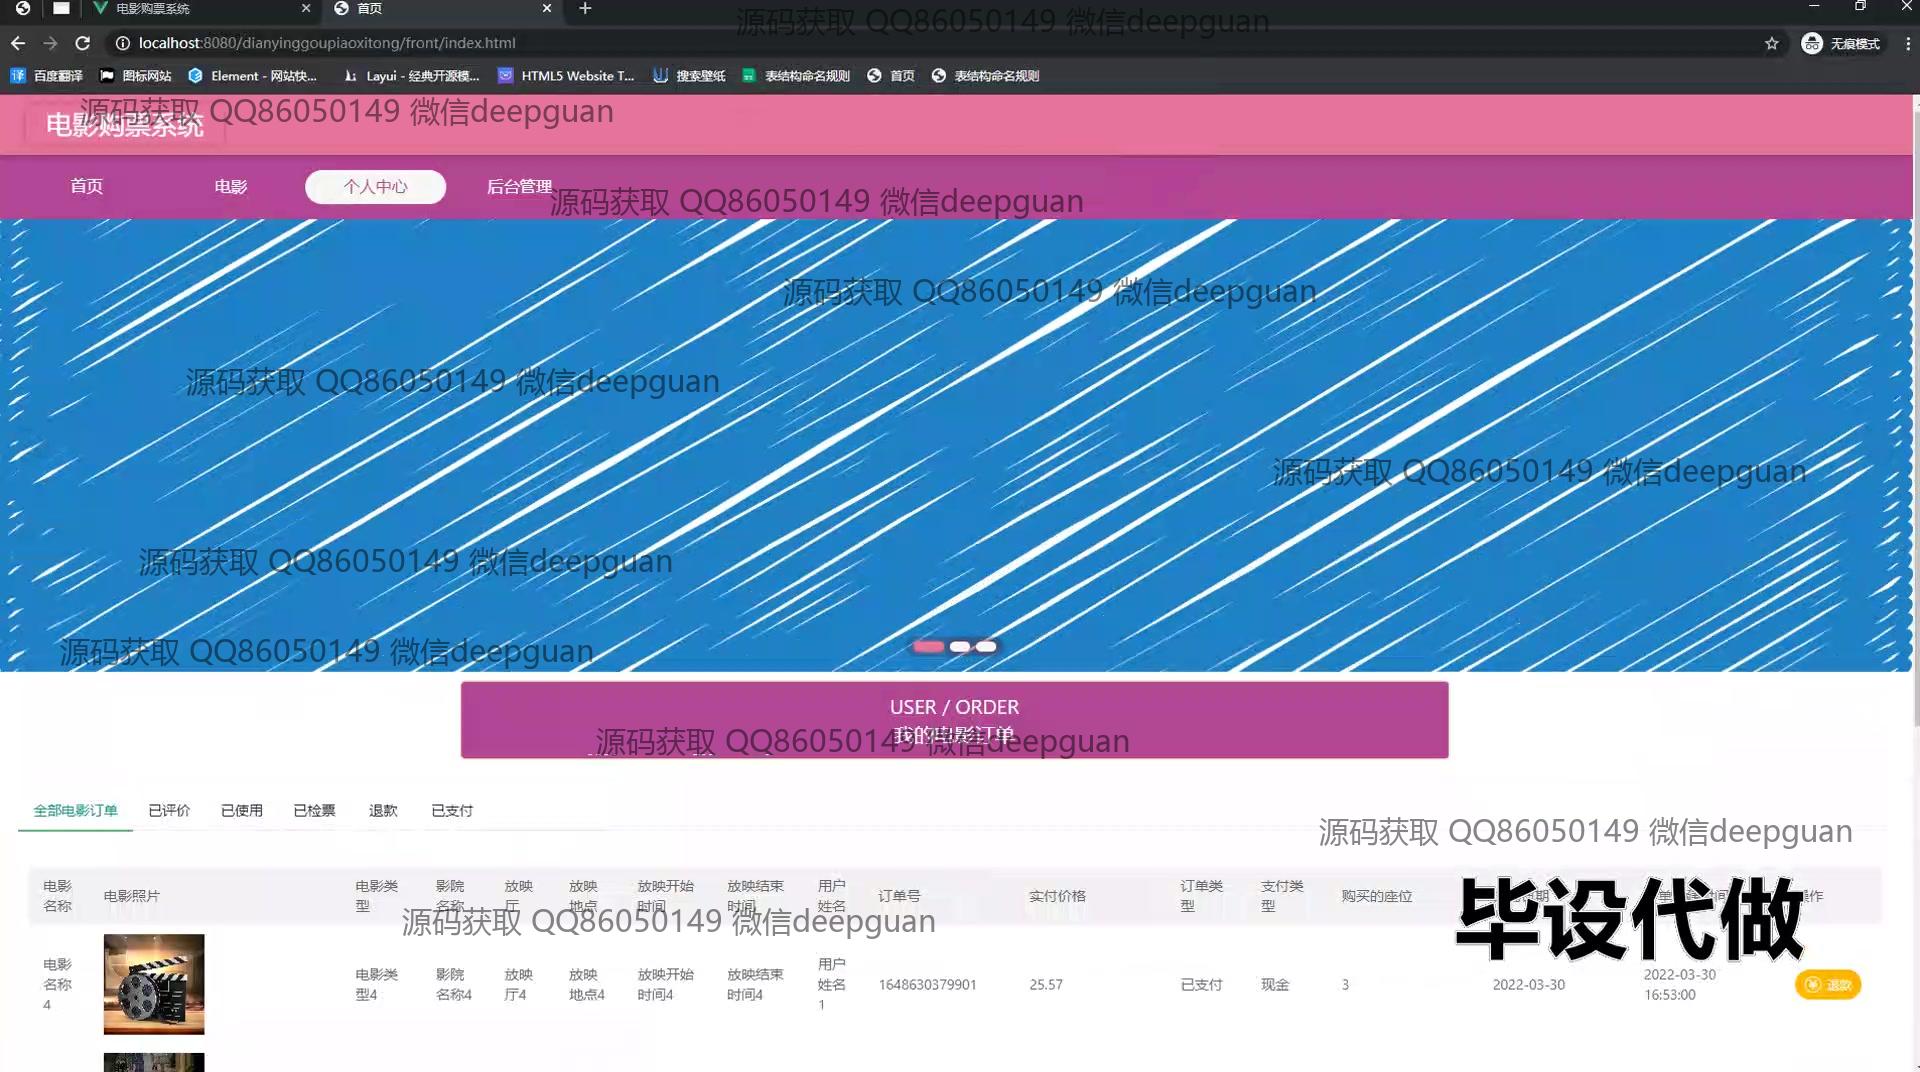 电影购票系统
首页
源码获取 QQ86050149 微信deepguan
localhost:8080/dianyinggoupiaoxitong/front/index.html
无痕模式
百度翻译 图标网站 Element - 网站快... Layui - 经典开源模... HTML5 Website T... 搜索壁纸 表结构命名规则 首页 表结构命名规则
源码获取 QQ86050149 微信deepguan
电影购票系统
首页 电影 个人中心 后台管理
源码获取 QQ86050149 微信deepguan
源码获取 QQ86050149 微信deepguan
源码获取 QQ86050149 微信deepguan
源码获取 QQ86050149 微信deepguan
源码获取 QQ86050149 微信deepguan
源码获取 QQ86050149 微信deepguan
USER / ORDER
我的电影订单
源码获取 QQ86050149 微信deepguan
全部电影订单 已评价 已使用 已检票 退款 已支付
源码获取 QQ86050149 微信deepguan
电影名称 电影照片 电影类型 影院名称 放映厅 放映地点 放映开始时间 放映结束时间 用户姓名 订单号 实付价格 订单类型 支付类型 购买的座位
毕设代做
源码获取 QQ86050149 微信deepguan
电影名称4 电影类型4 影院名称4 放映厅4 放映地点4 放映开始时间4 放映结束时间4 用户姓名1 1648630379901 25.57 已支付 现金 3 2022-03-30 2022-03-30 16:53:00 退款